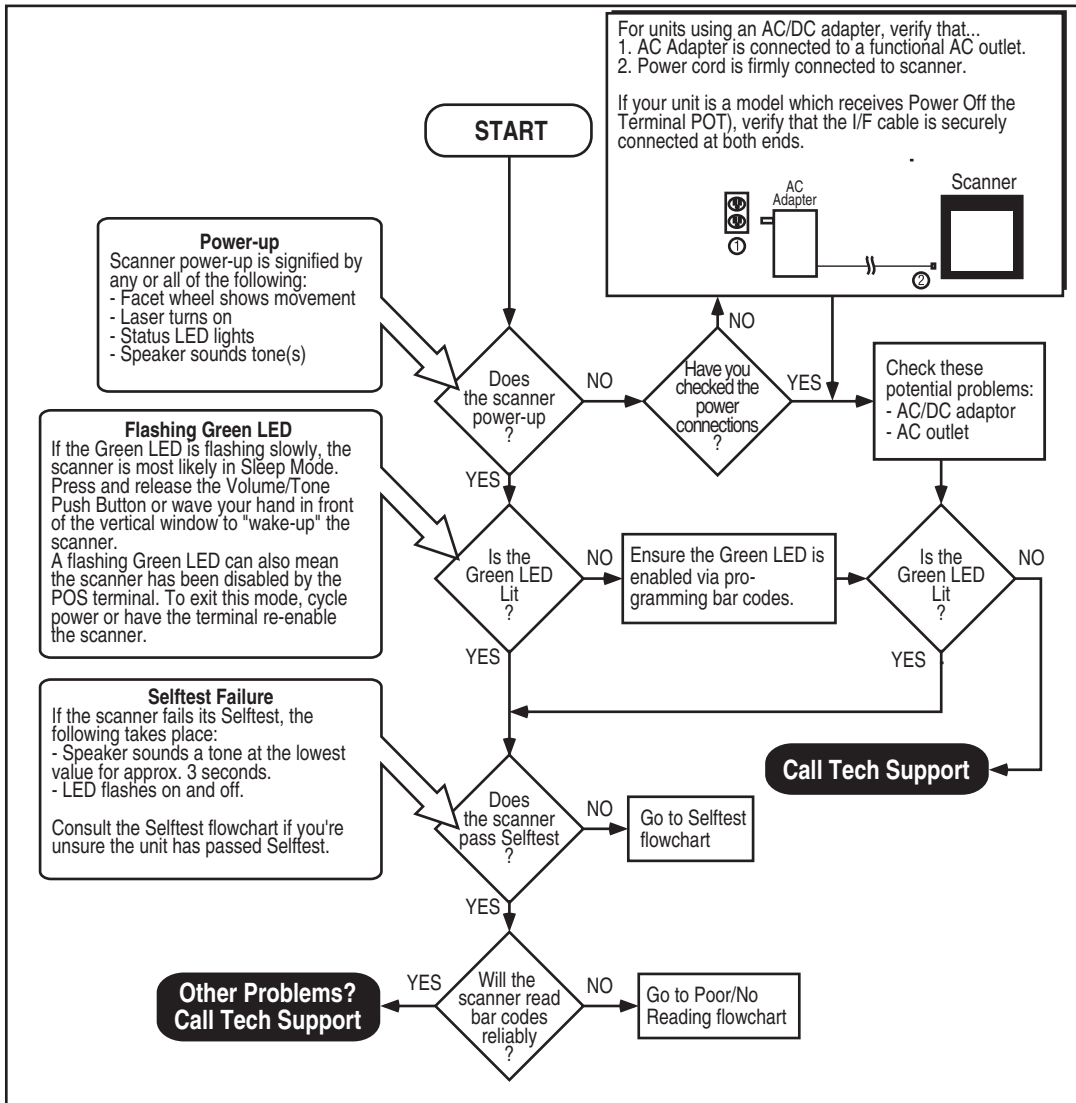 For units using an AC/DC adapter, verify that...
1. AC Adapter is connected to a functional AC outlet.
2. Power cord is firmly connected to scanner.
If your unit is a model which receives Power Off the
Terminal POT), verify that the I/F cable is securely
connected at both ends.
AC
Adapter
Scanner
1
2
START
Power-up
Scanner power-up is signified by
any or all of the following:
- Facet wheel shows movement
- Laser turns on
- Status LED lights
- Speaker sounds tone(s)
Does
the scanner
power-up
?
NO
YES
Have you
checked the
power
connections
?
NO
YES
Check these
potential problems:
- AC/DC adaptor
- AC outlet
Flashing Green LED
If the Green LED is flashing slowly, the
scanner is most likely in Sleep Mode.
Press and release the Volume/Tone
Push Button or wave your hand in front
of the vertical window to "wake-up" the
scanner.
A flashing Green LED can also mean
the scanner has been disabled by the
POS terminal. To exit this mode, cycle
power or have the terminal re-enable
the scanner.
Is the
Green LED
Lit
?
NO
YES
Ensure the Green LED is
enabled via pro-
gramming bar codes.
Is the
Green LED
Lit
?
NO
YES
Call Tech Support
Selftest Failure
If the scanner fails its Selftest, the
following takes place:
- Speaker sounds a tone at the lowest
value for approx. 3 seconds.
- LED flashes on and off.
Consult the Selftest flowchart if you're
unsure the unit has passed Selftest.
Does
the scanner
pass Selftest
?
NO
YES
Go to Selftest
flowchart
Will the
scanner read
bar codes
reliably
?
YES
NO
Other Problems?
Call Tech Support
Go to Poor/No
Reading flowchart